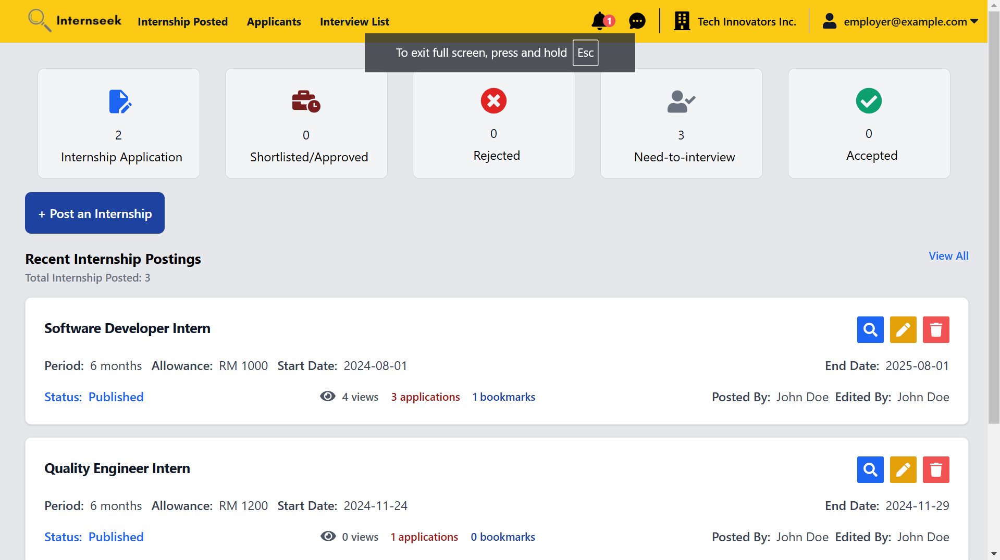 Internseek Internship Posted Applicants Interview List 1 Tech Innovators Inc. employer@example.com
To exit full screen, press and hold Esc
2
Internship Application
0
Shortlisted/Approved
0
Rejected
3
Need-to-interview
0
Accepted
+ Post an Internship
Recent Internship Postings
View All
Total Internship Posted: 3
Software Developer Intern
Period: 6 months Allowance: RM 1000 Start Date: 2024-08-01 End Date: 2025-08-01
Status: Published 4 views 3 applications 1 bookmarks Posted By: John Doe Edited By: John Doe
Quality Engineer Intern
Period: 6 months Allowance: RM 1200 Start Date: 2024-11-24 End Date: 2024-11-29
Status: Published 0 views 1 applications 0 bookmarks Posted By: John Doe Edited By: John Doe